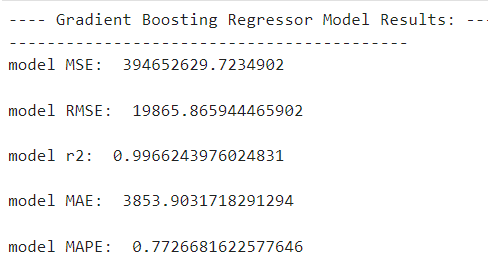 ---- Gradient Boosting Regressor Model Results: ---
-----------------------------------------
model MSE:  394652629.7234902
model RMSE:  19865.865944465902
model r2:  0.9966243976024831
model MAE:  3853.9031718291294
model MAPE:  0.7726681622577646